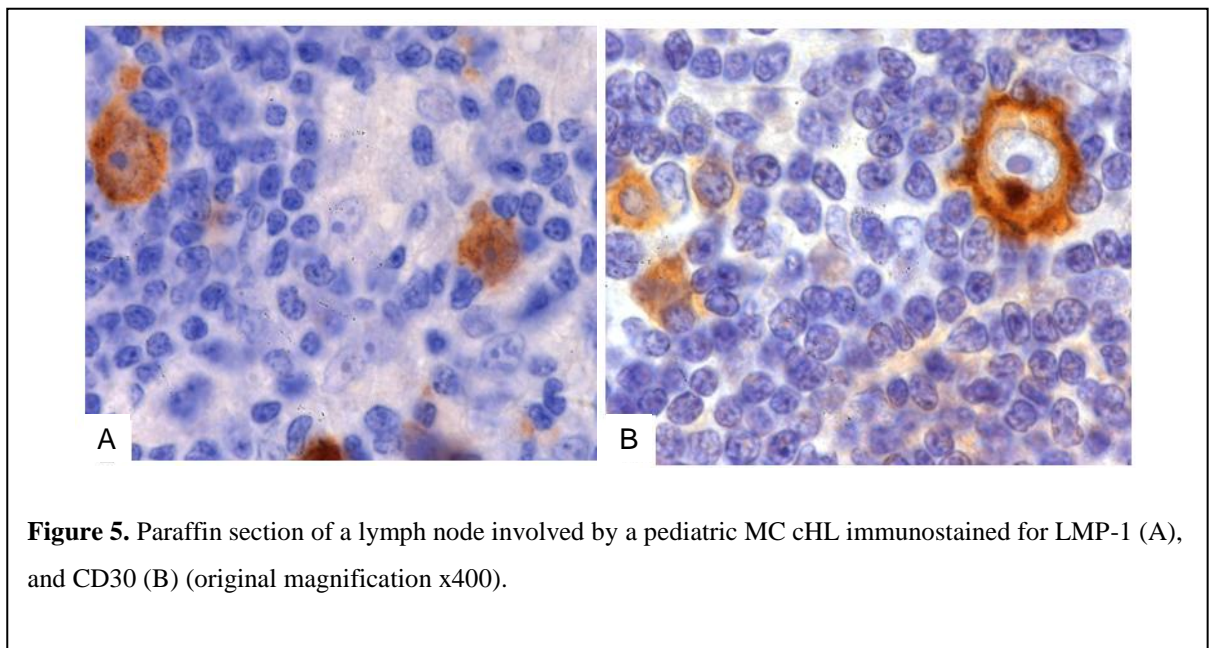 A
B
Figure 5. Paraffin section of a lymph node involved by a pediatric MC cHL immunostained for LMP-1 (A),
and CD30 (B) (original magnification x400).